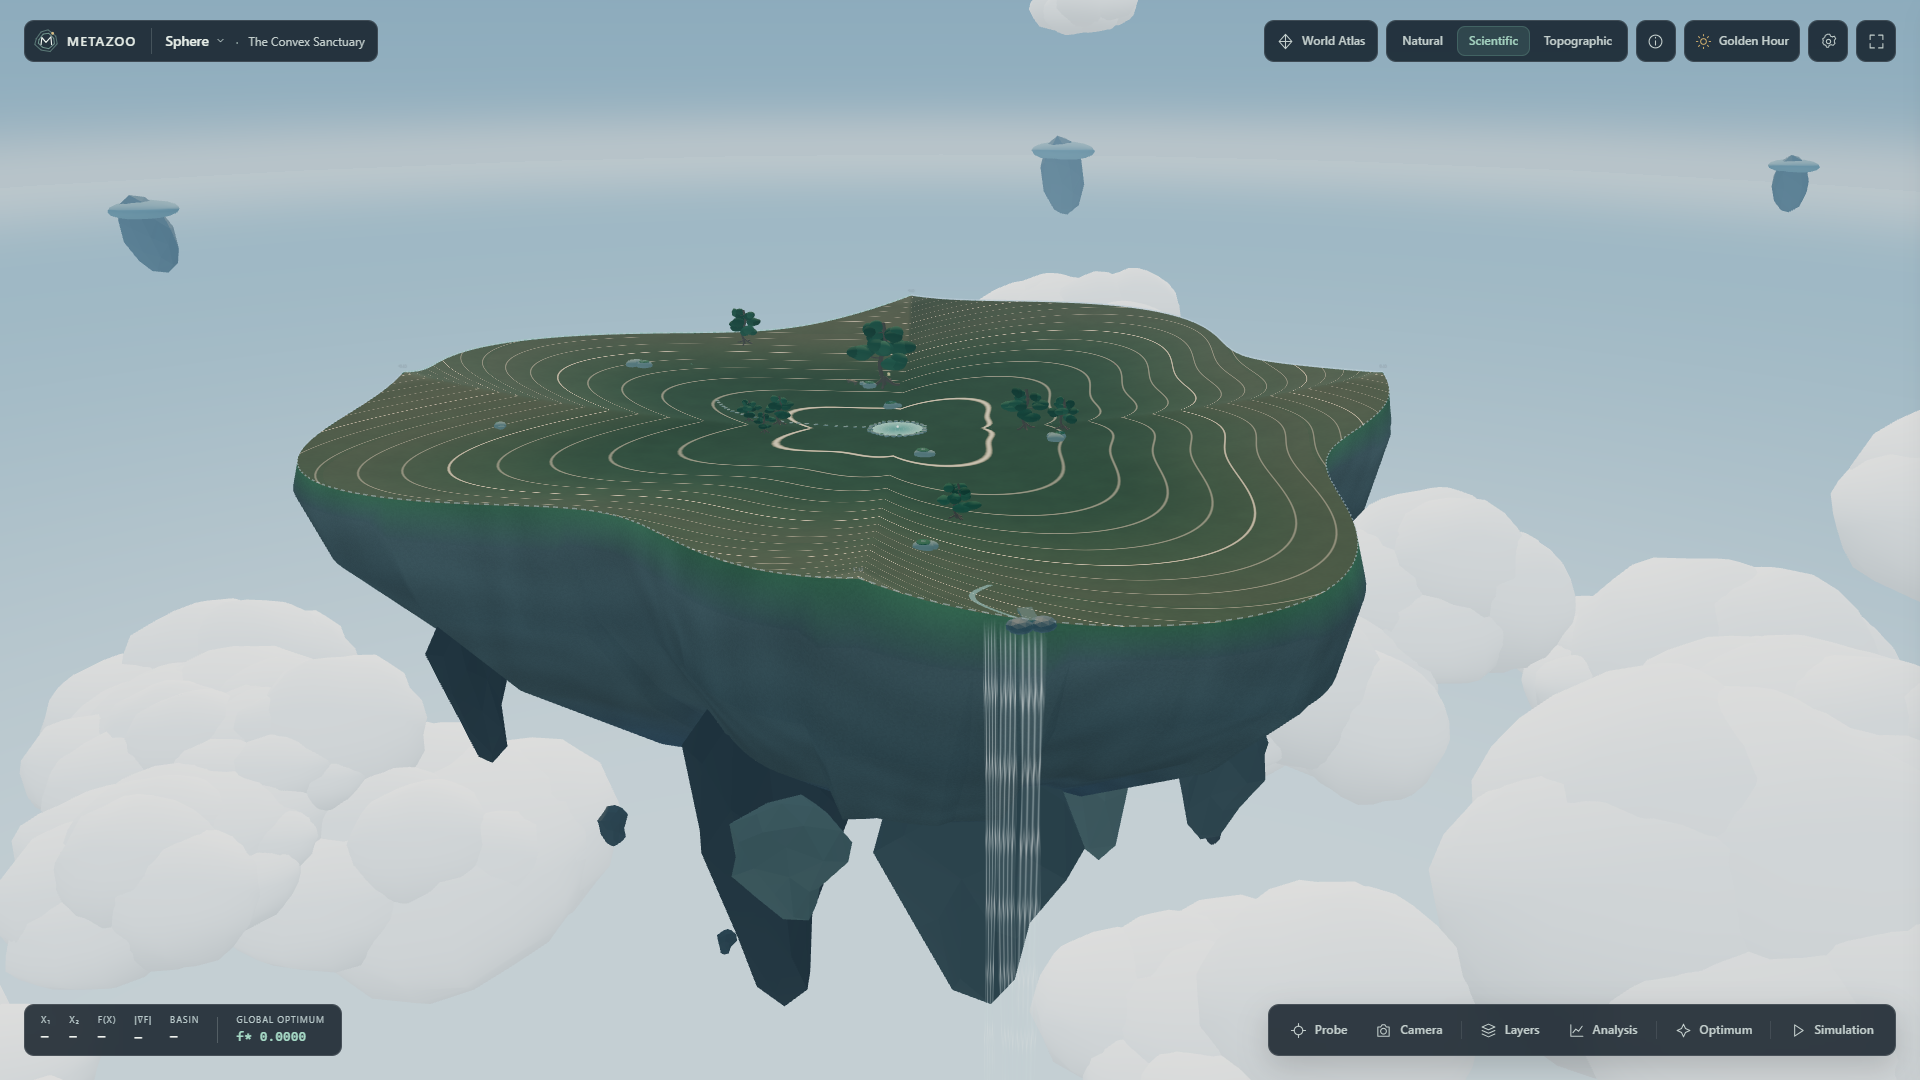 METAZOO Sphere · The Convex Sanctuary
World Atlas Natural Scientific Topographic Golden Hour
X₁ X₂ F(X) |∇F| BASIN GLOBAL OPTIMUM
– – – – – f* 0.0000
Probe Camera Layers Analysis Optimum Simulation